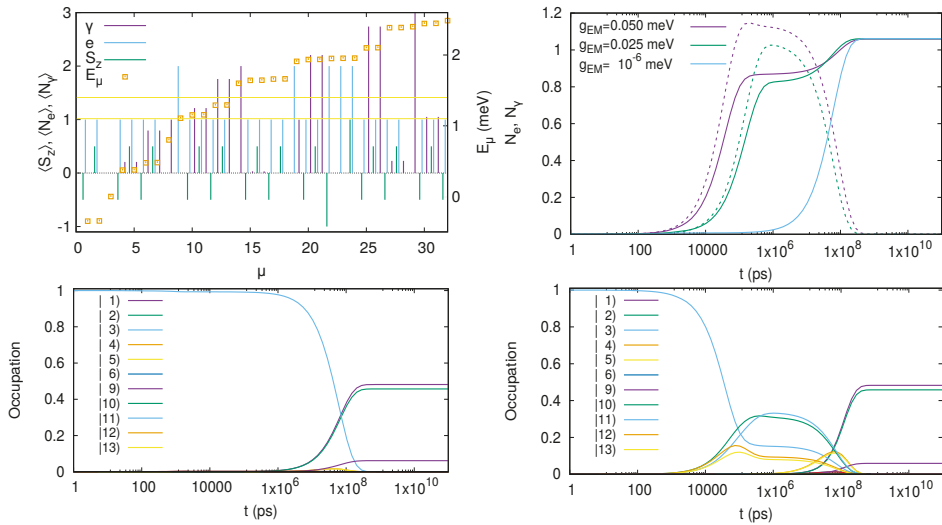 γ
e
S_z
E_μ
3
2
1
0
-1
2
1
0
0 5 10 15 20 25 30
μ
⟨S_z⟩, ⟨N_e⟩, ⟨N_γ⟩
E_μ (meV)
g_EM=0.050 meV
g_EM=0.025 meV
g_EM= 10^-6 meV
1.2
1
0.8
0.6
0.4
0.2
0
1 100 10000 1x10^6 1x10^8 1x10^10
t (ps)
N_e, N_γ
| 1)
| 2)
| 3)
| 4)
| 5)
| 6)
| 9)
|10)
|11)
|12)
|13)
1
0.8
0.6
0.4
0.2
0
1 100 10000 1x10^6 1x10^8 1x10^10
t (ps)
Occupation
| 1)
| 2)
| 3)
| 4)
| 5)
| 6)
| 9)
|10)
|11)
|12)
|13)
1
0.8
0.6
0.4
0.2
0
1 100 10000 1x10^6 1x10^8 1x10^10
t (ps)
Occupation